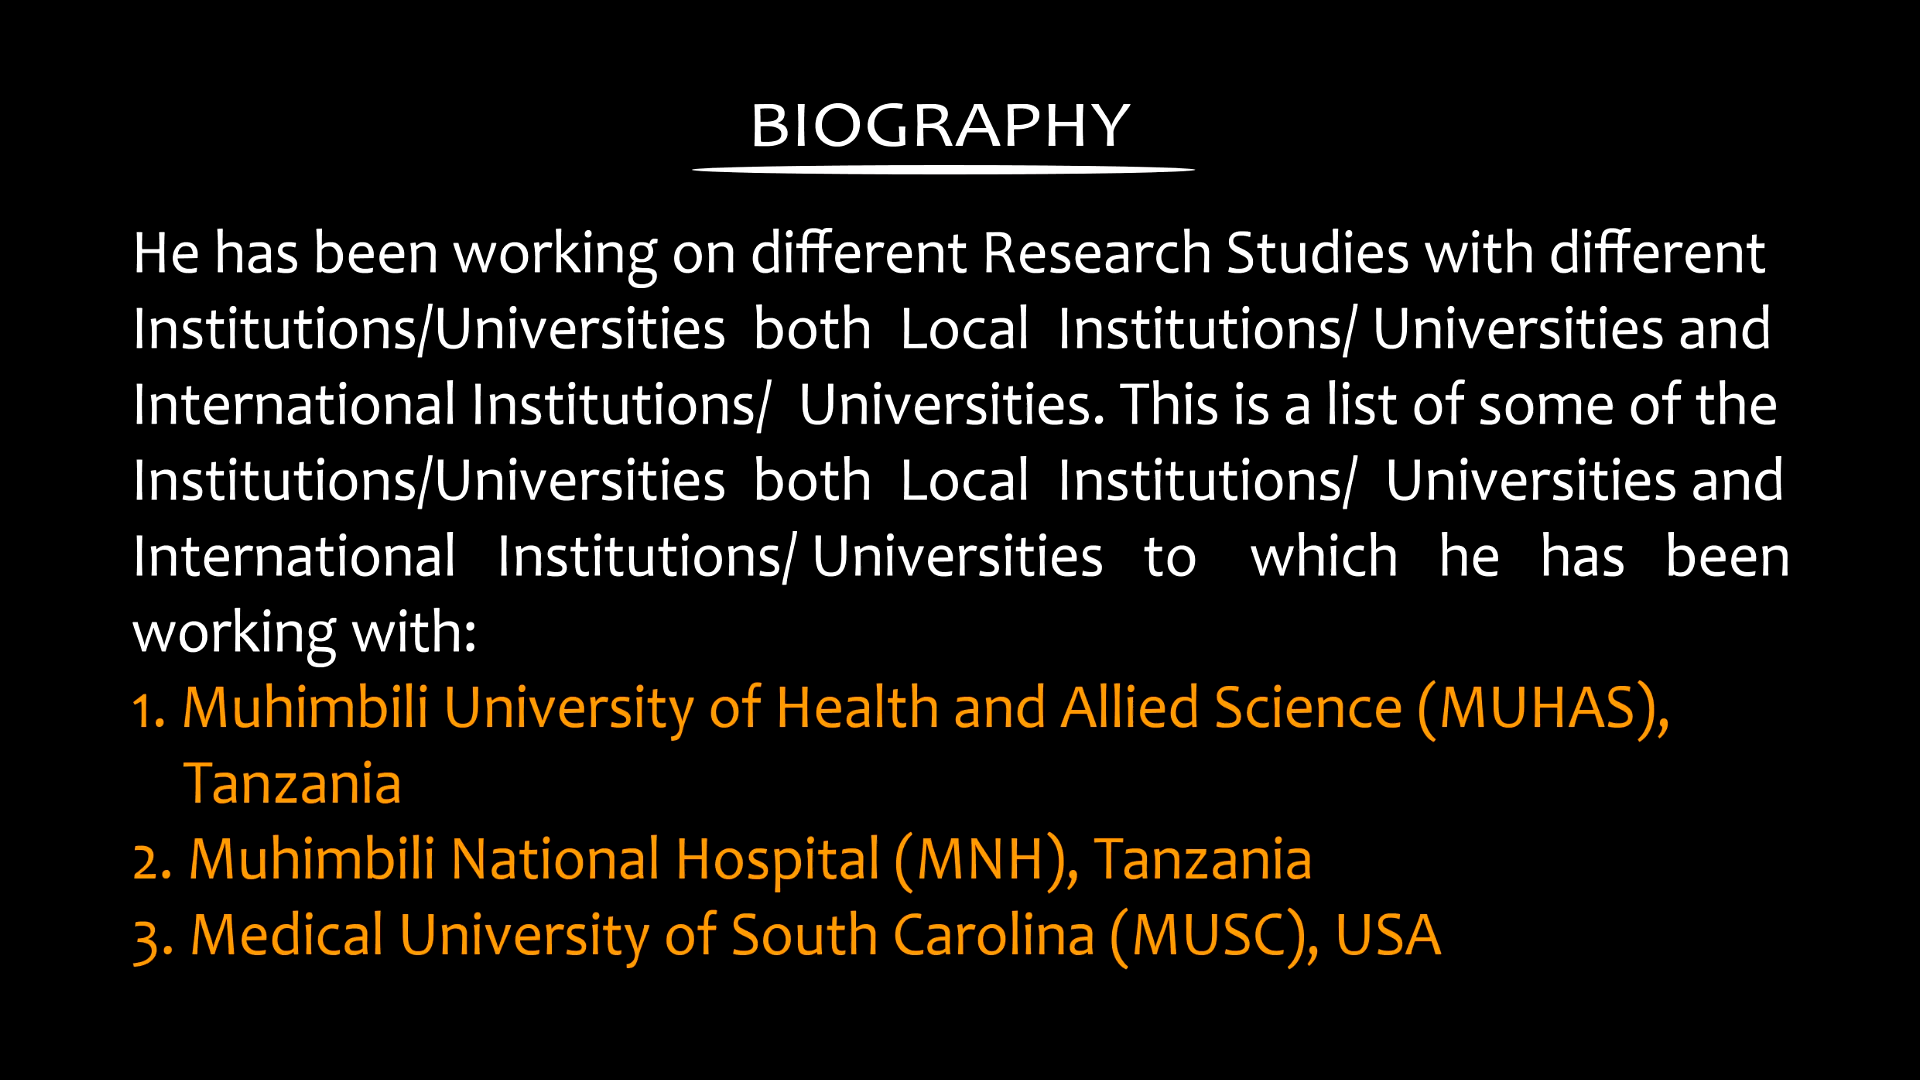 BIOGRAPHY
He has been working on different Research Studies with different
Institutions/Universities both Local Institutions/ Universities and
International Institutions/ Universities. This is a list of some of the
Institutions/Universities both Local Institutions/ Universities and
International Institutions/ Universities to which he has been
working with:
1. Muhimbili University of Health and Allied Science (MUHAS),
Tanzania
2. Muhimbili National Hospital (MNH), Tanzania
3. Medical University of South Carolina (MUSC), USA